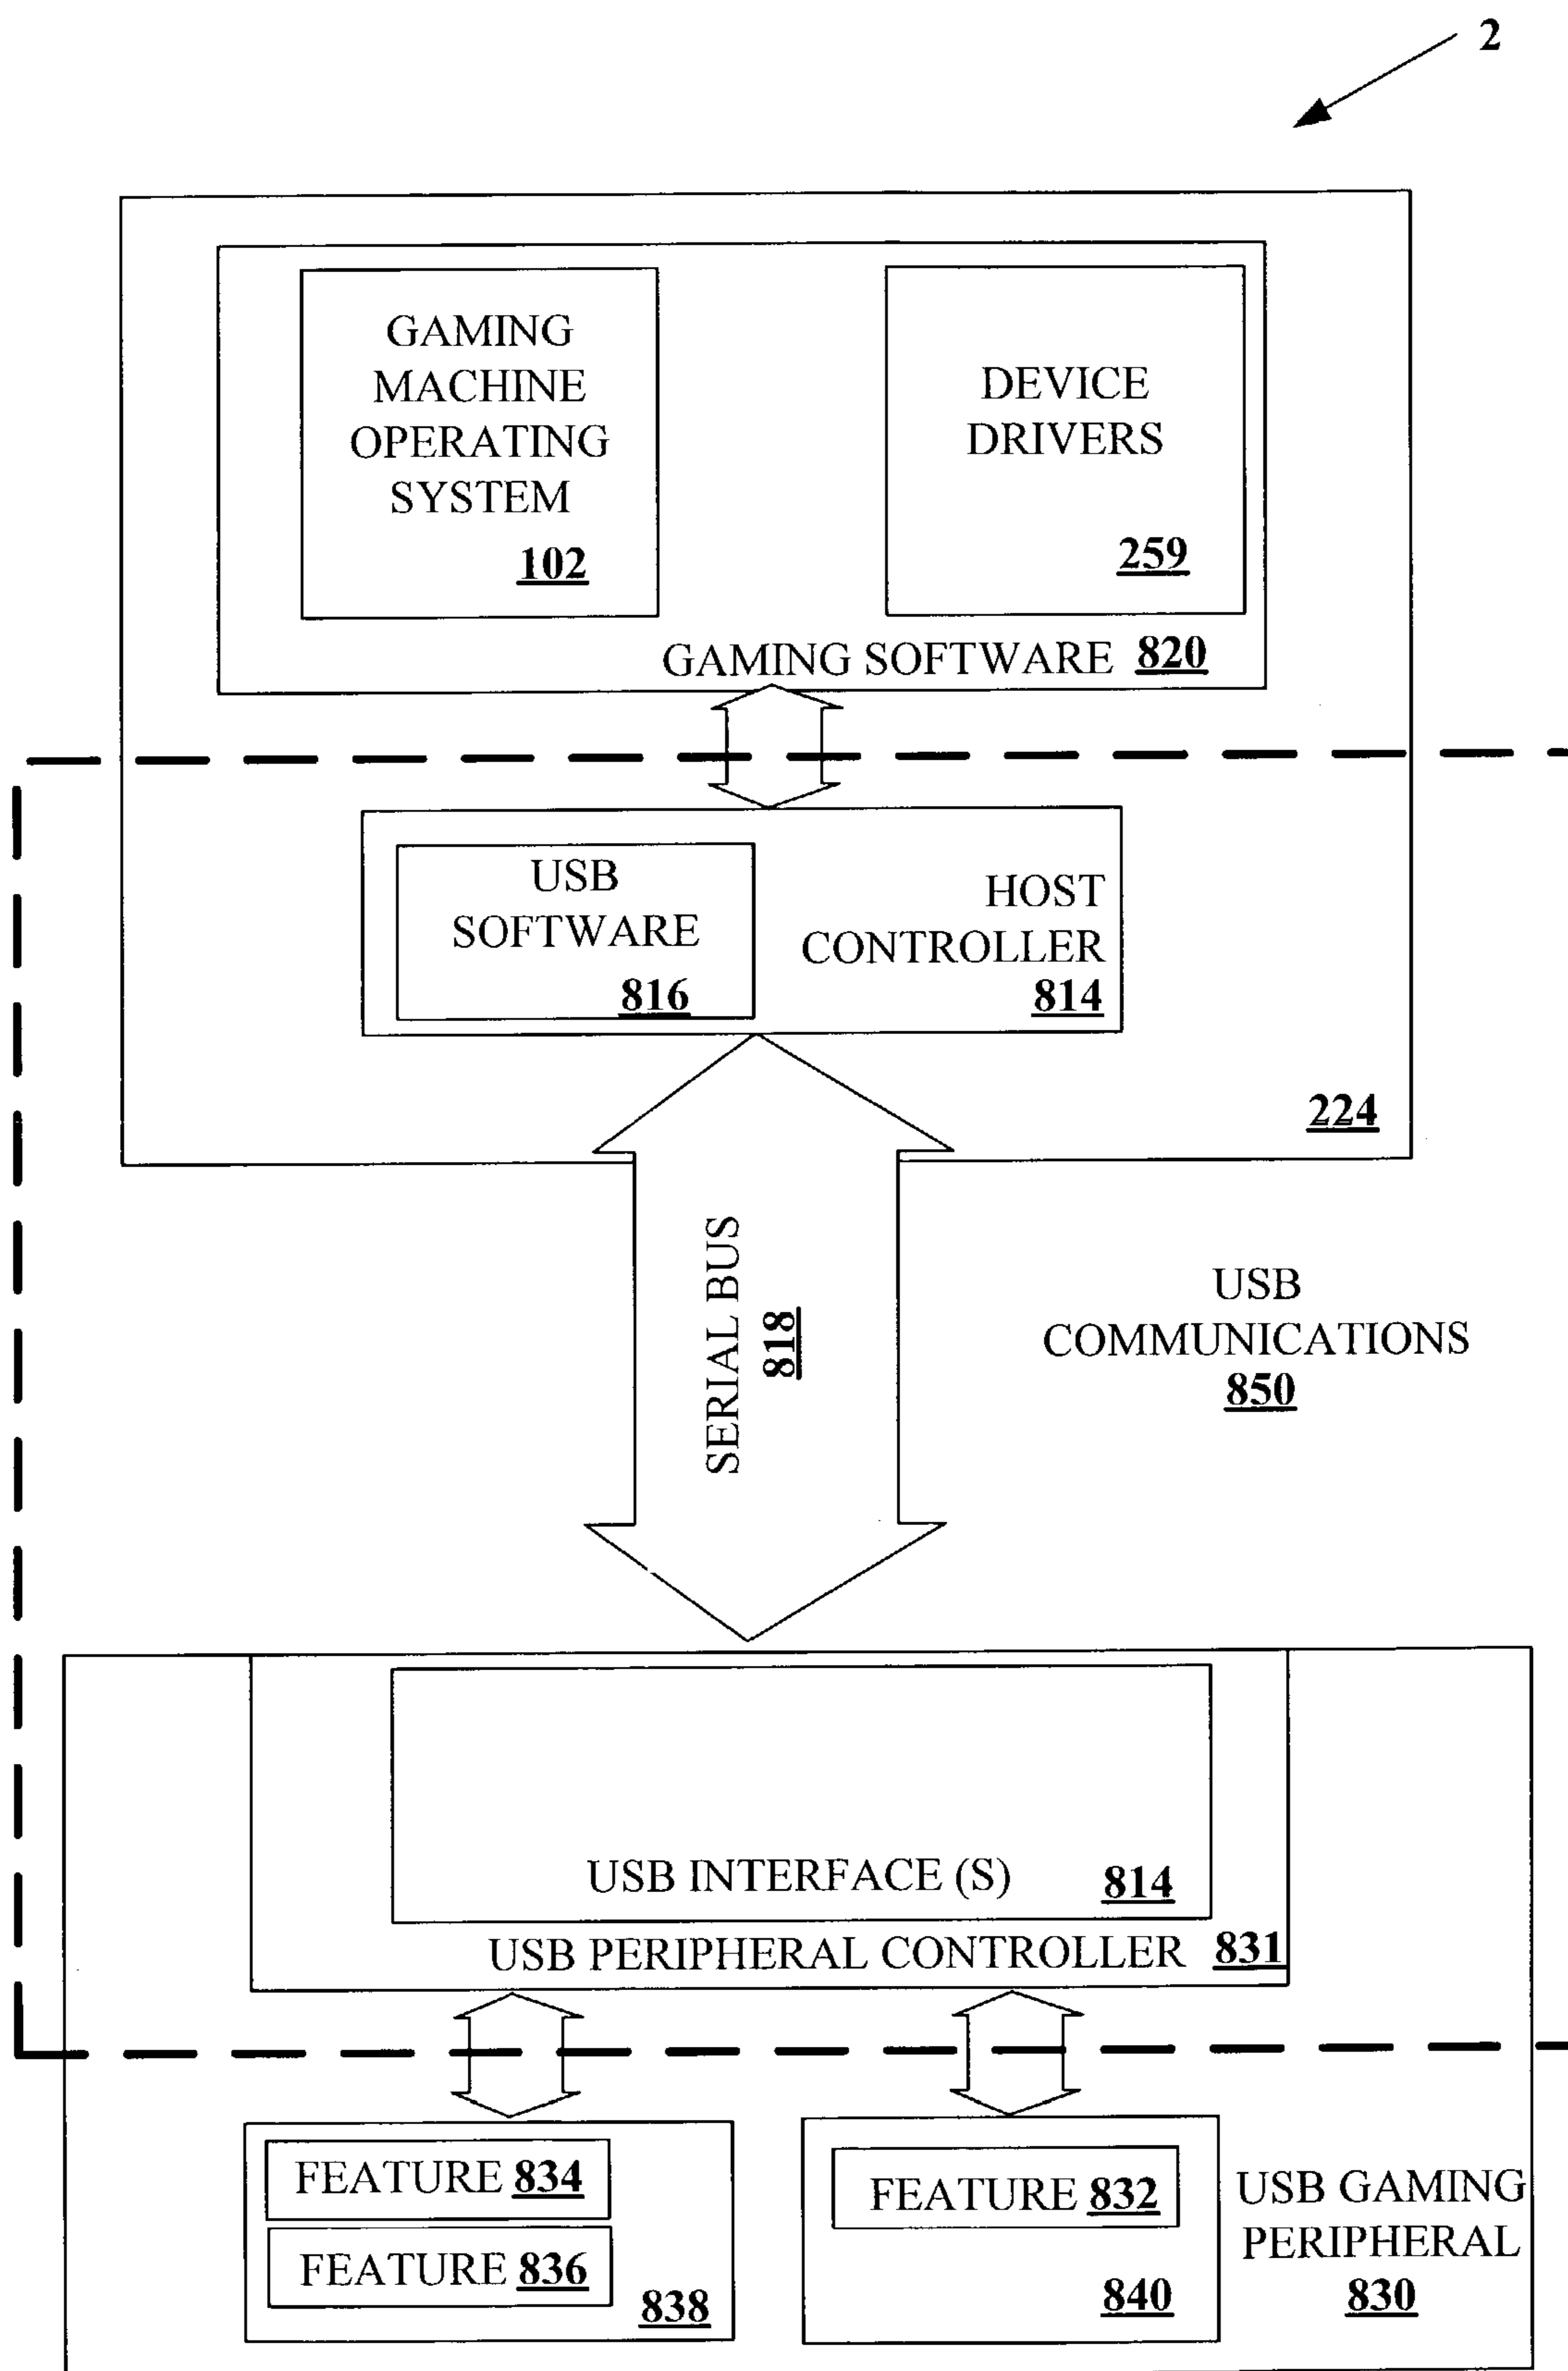 2
GAMING
MACHINE
OPERATING
SYSTEM
102
DEVICE
DRIVERS
259
GAMING SOFTWARE 820
USB
SOFTWARE
816
HOST
CONTROLLER
814
224
SERIAL BUS
818
USB
COMMUNICATIONS
850
USB INTERFACE (S) 814
USB PERIPHERAL CONTROLLER 831
FEATURE 834
FEATURE 836
838
FEATURE 832
840
USB GAMING
PERIPHERAL
830